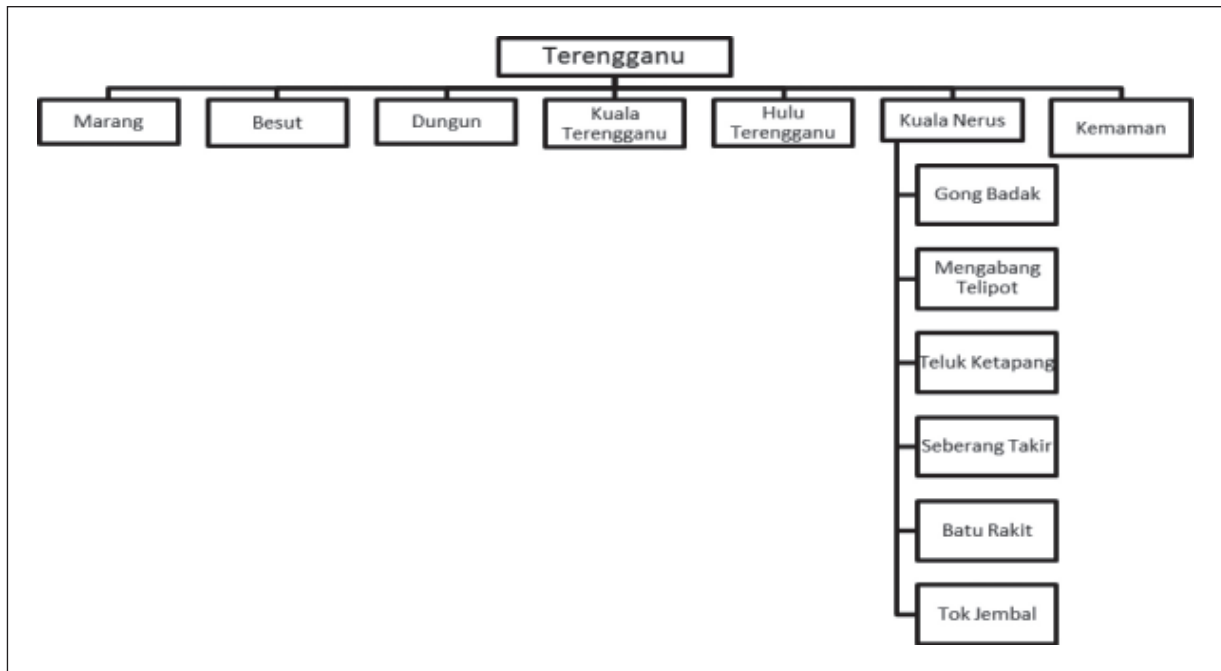 Terengganu
Marang
Besut
Dungun
Kuala
Terengganu
Hulu
Terengganu
Kuala Nerus
Kemaman
Gong Badak
Mengabang
Telipot
Teluk Ketapang
Seberang Takir
Batu Rakit
Tok Jembal